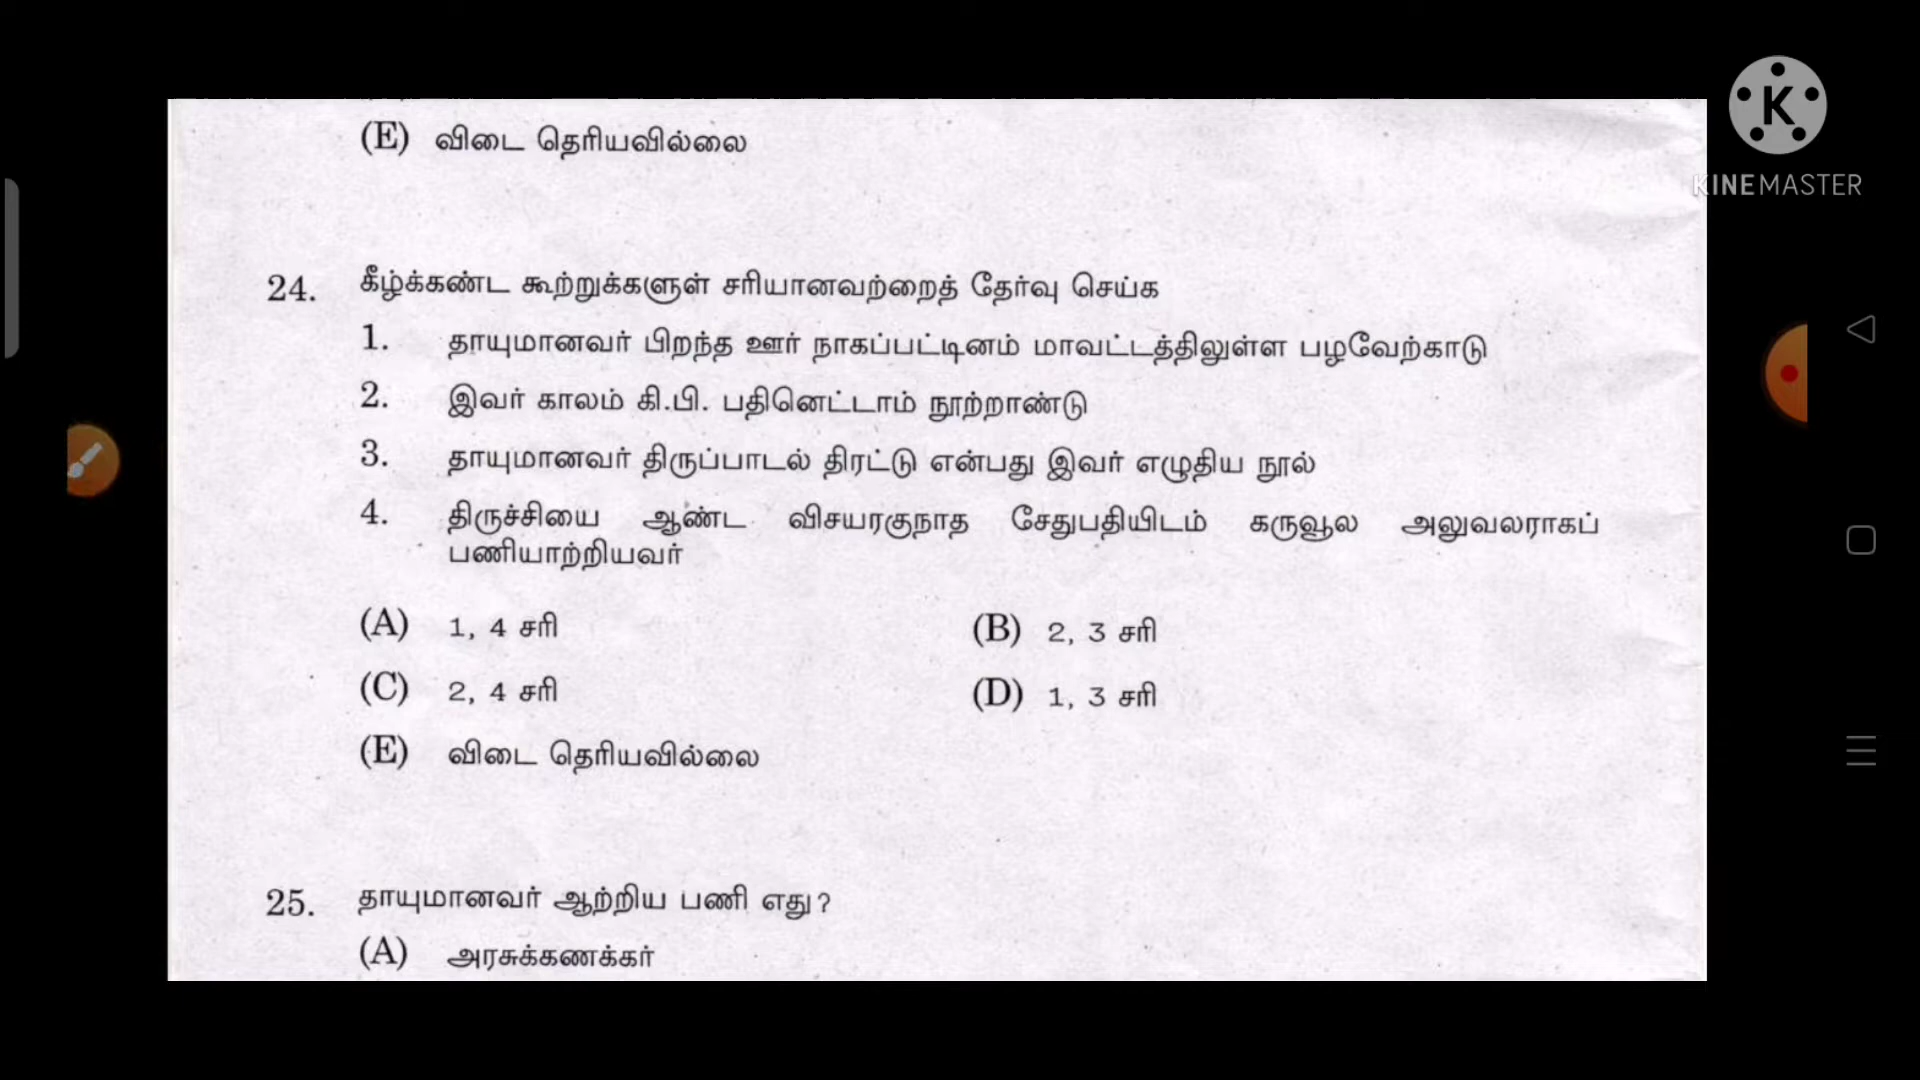 (E) விடை தெரியவில்லை
KINEMASTER
24. கீழ்க்கண்ட கூற்றுக்களுள் சரியானவற்றைத் தேர்வு செய்க
1. தாயுமானவர் பிறந்த ஊர் நாகப்பட்டினம் மாவட்டத்திலுள்ள பழவேற்காடு
2. இவர் காலம் கி.பி. பதினெட்டாம் நூற்றாண்டு
3. தாயுமானவர் திருப்பாடல் திரட்டு என்பது இவர் எழுதிய நூல்
4. திருச்சியை ஆண்ட விசயரகுநாத சேதுபதியிடம் கருவூல அலுவலராகப்
பணியாற்றியவர்
(A) 1, 4 சரி (B) 2, 3 சரி
(C) 2, 4 சரி (D) 1, 3 சரி
(E) விடை தெரியவில்லை
25. தாயுமானவர் ஆற்றிய பணி எது?
(A) அரசுக்கணக்கர்